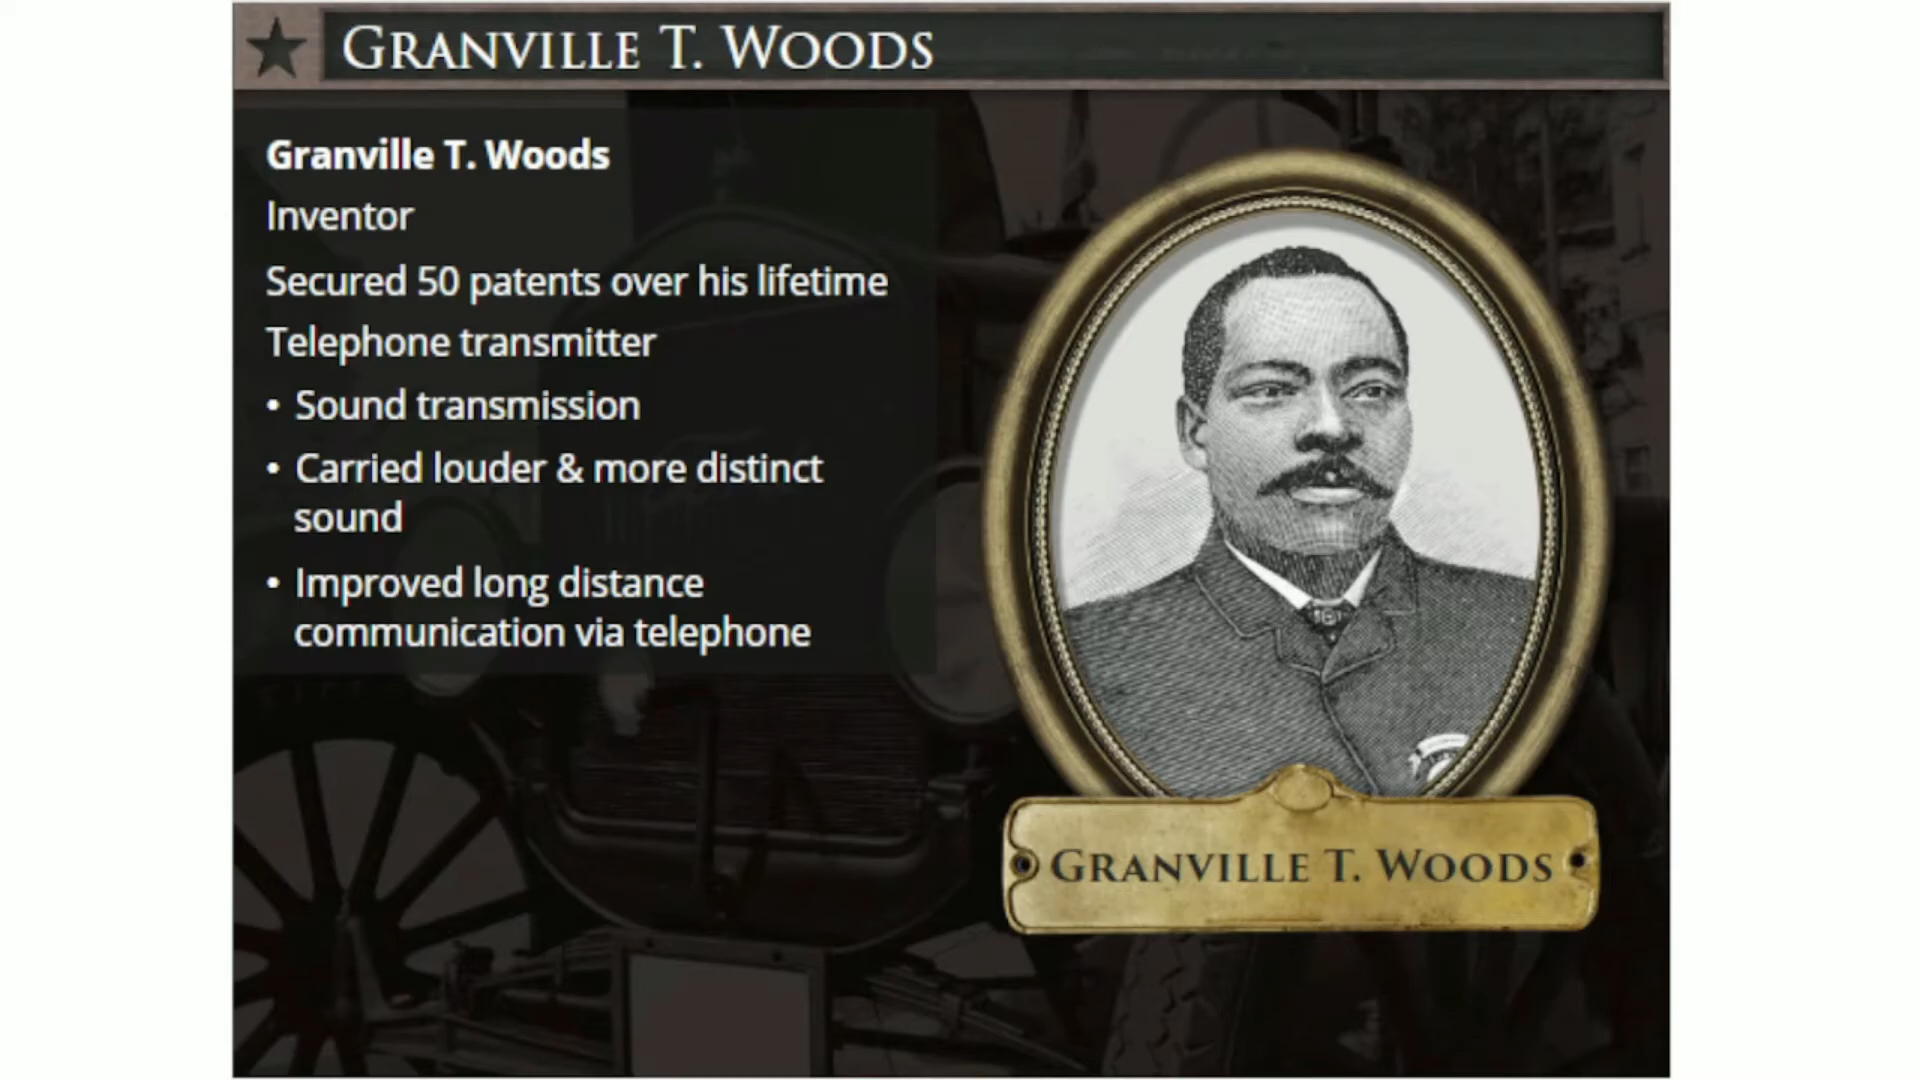 GRANVILLE T. WOODS
Granville T. Woods
Inventor
Secured 50 patents over his lifetime
Telephone transmitter
• Sound transmission
• Carried louder & more distinct
sound
• Improved long distance
communication via telephone
GRANVILLE T. WOODS